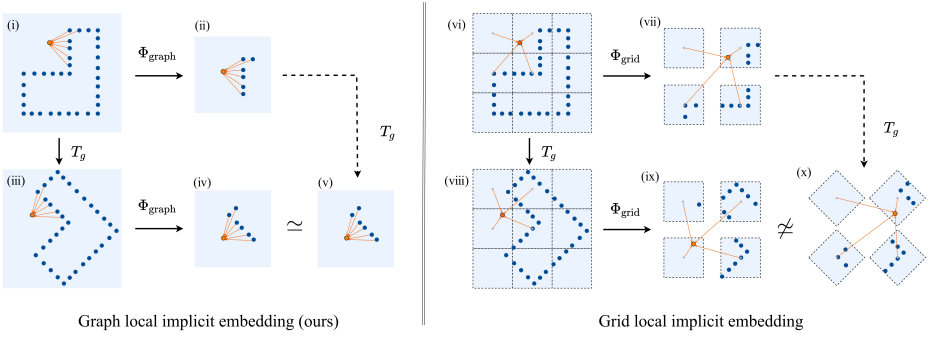 (i)
Φgraph
(ii)
Tg
Tg
(iii)
Φgraph
(iv)
≃
(v)
Graph local implicit embedding (ours)
(vi)
Φgrid
(vii)
Tg
Tg
(viii)
Φgrid
(ix)
≄
(x)
Grid local implicit embedding